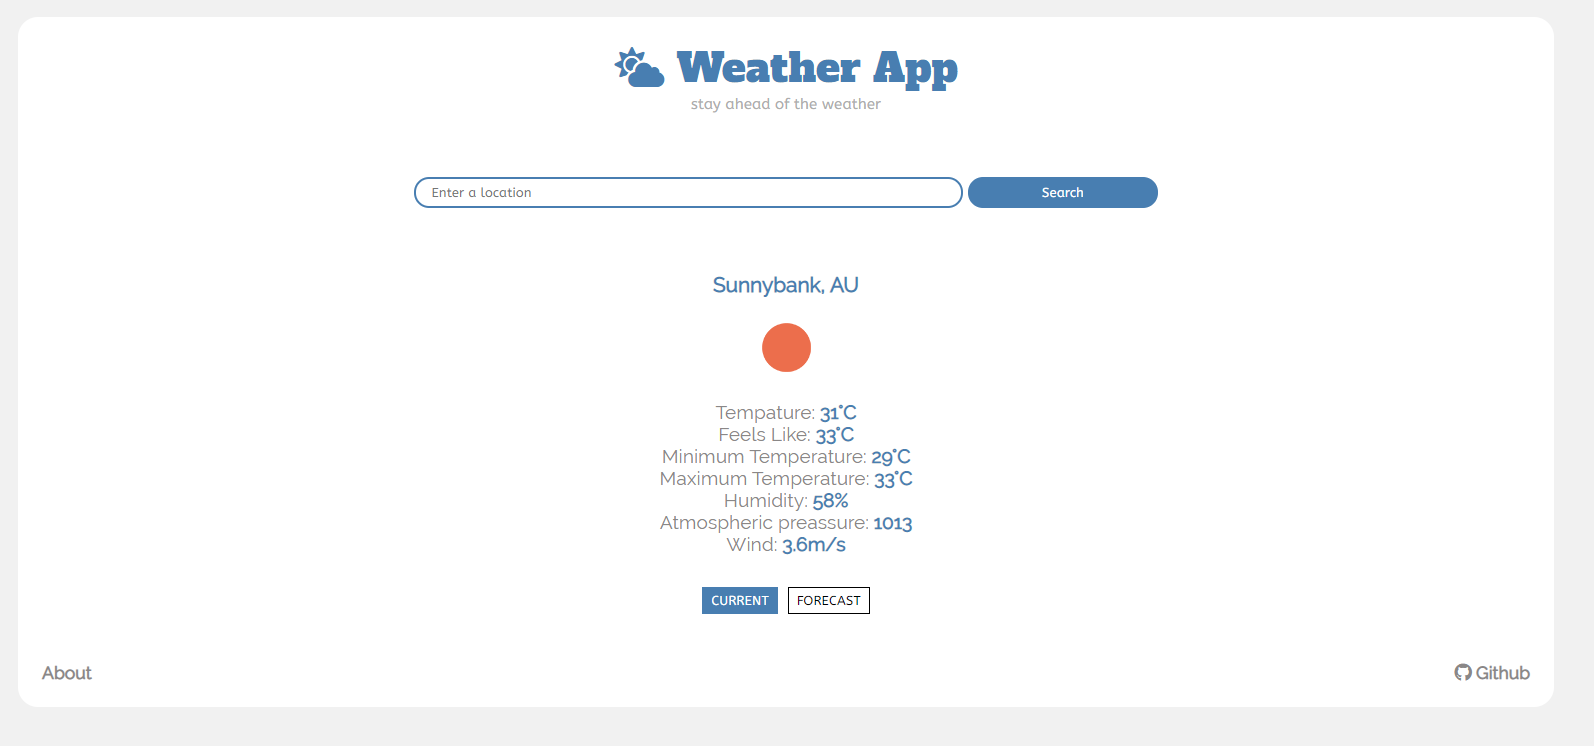 Weather App
stay ahead of the weather
Enter a location
Search
Sunnybank, AU
Tempature: 31°C
Feels Like: 33°C
Minimum Temperature: 29°C
Maximum Temperature: 33°C
Humidity: 58%
Atmospheric preassure: 1013
Wind: 3.6m/s
CURRENT FORECAST
About
Github